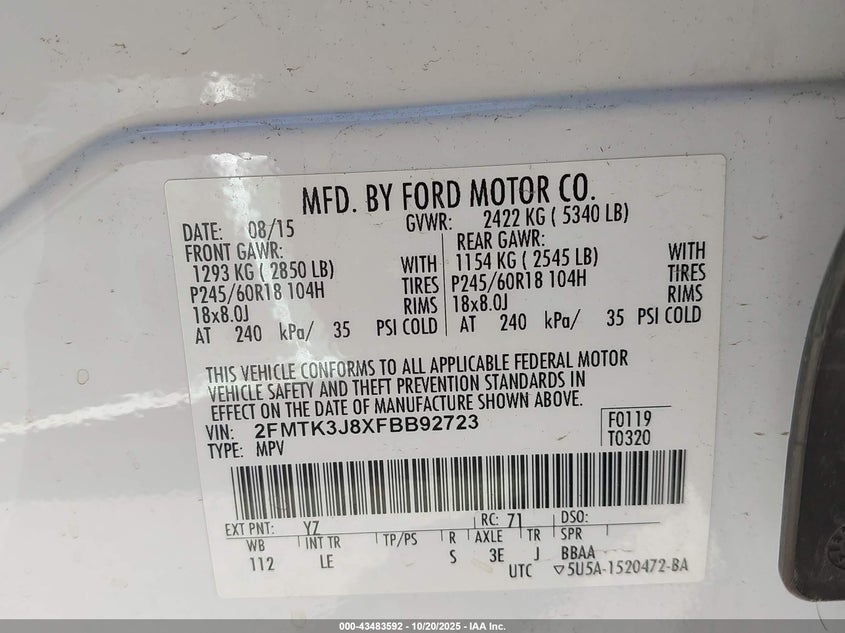 MFD. BY FORD MOTOR CO.
DATE: 08/15 GVWR: 2422 KG ( 5340 LB)
FRONT GAWR: REAR GAWR:
1293 KG ( 2850 LB) WITH 1154 KG ( 2545 LB) WITH
P245/60R18 104H TIRES P245/60R18 104H TIRES
18x8.0J RIMS 18x8.0J RIMS
AT 240 kPa/ 35 PSI COLD AT 240 kPa/ 35 PSI COLD
THIS VEHICLE CONFORMS TO ALL APPLICABLE FEDERAL MOTOR
VEHICLE SAFETY AND THEFT PREVENTION STANDARDS IN
EFFECT ON THE DATE OF MANUFACTURE SHOWN ABOVE.
VIN: 2FMTK3J8XFBB92723 F0119
TYPE: MPV T0320
EXT PNT: YZ RC: 71 DSO:
WB INT TR TP/PS R AXLE TR SPR
112 LE S 3E J BBAA
UTC ▽5U5A-1520472-BA
000-43483592 - 10/20/2025 - IAA Inc.